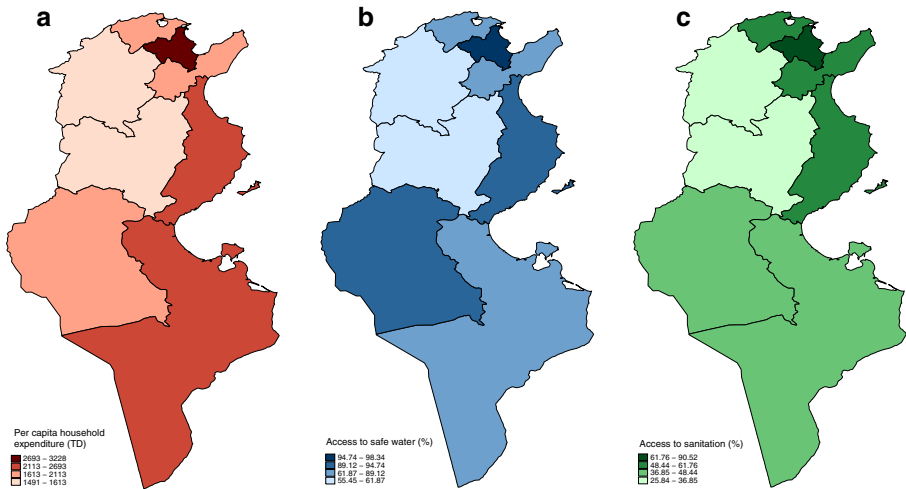 a
b
c
Per capita household
expenditure (TD)
2693 – 3228
2113 – 2693
1613 – 2113
1491 – 1613
Access to safe water (%)
94.74 – 98.34
89.12 – 94.74
61.87 – 89.12
55.45 – 61.87
Access to sanitation (%)
61.76 – 90.52
48.44 – 61.76
36.85 – 48.44
25.84 – 36.85